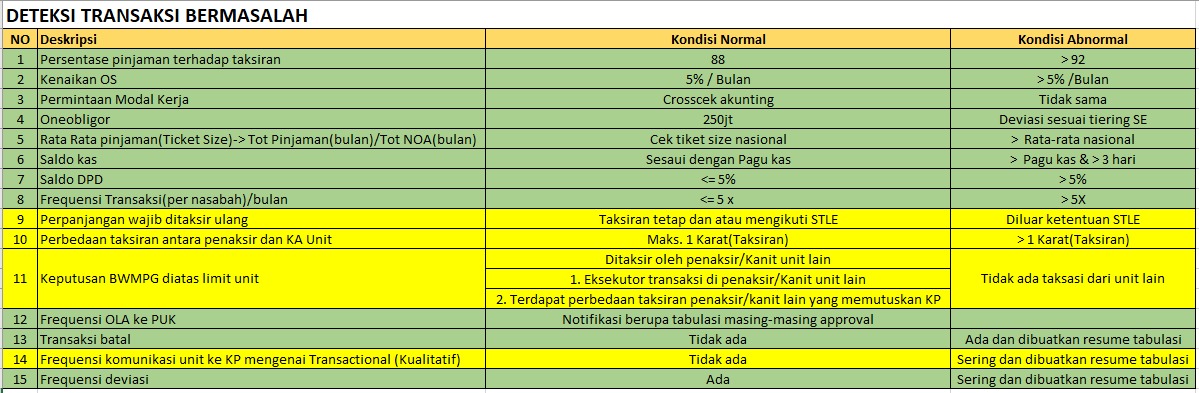 DETEKSI TRANSAKSI BERMASALAH
NO Deskripsi Kondisi Normal Kondisi Abnormal
1 Persentase pinjaman terhadap taksiran 88 > 92
2 Kenaikan OS 5% / Bulan > 5% /Bulan
3 Permintaan Modal Kerja Crosscek akunting Tidak sama
4 Oneobligor 250jt Deviasi sesuai tiering SE
5 Rata Rata pinjaman(Ticket Size)-> Tot Pinjaman(bulan)/Tot NOA(bulan) Cek tiket size nasional > Rata-rata nasional
6 Saldo kas Sesaui dengan Pagu kas > Pagu kas & > 3 hari
7 Saldo DPD <= 5% > 5%
8 Frequensi Transaksi(per nasabah)/bulan <= 5 x > 5X
9 Perpanjangan wajib ditaksir ulang Taksiran tetap dan atau mengikuti STLE Diluar ketentuan STLE
10 Perbedaan taksiran antara penaksir dan KA Unit Maks. 1 Karat(Taksiran) > 1 Karat(Taksiran)
11 Keputusan BWMPG diatas limit unit Ditaksir oleh penaksir/Kanit unit lain Tidak ada taksasi dari unit lain
1. Eksekutor transaksi di penaksir/Kanit unit lain
2. Terdapat perbedaan taksiran penaksir/kanit lain yang memutuskan KP
12 Frequensi OLA ke PUK Notifikasi berupa tabulasi masing-masing approval
13 Transaksi batal Tidak ada Ada dan dibuatkan resume tabulasi
14 Frequensi komunikasi unit ke KP mengenai Transactional (Kualitatif) Tidak ada Sering dan dibuatkan resume tabulasi
15 Frequensi deviasi Ada Sering dan dibuatkan resume tabulasi